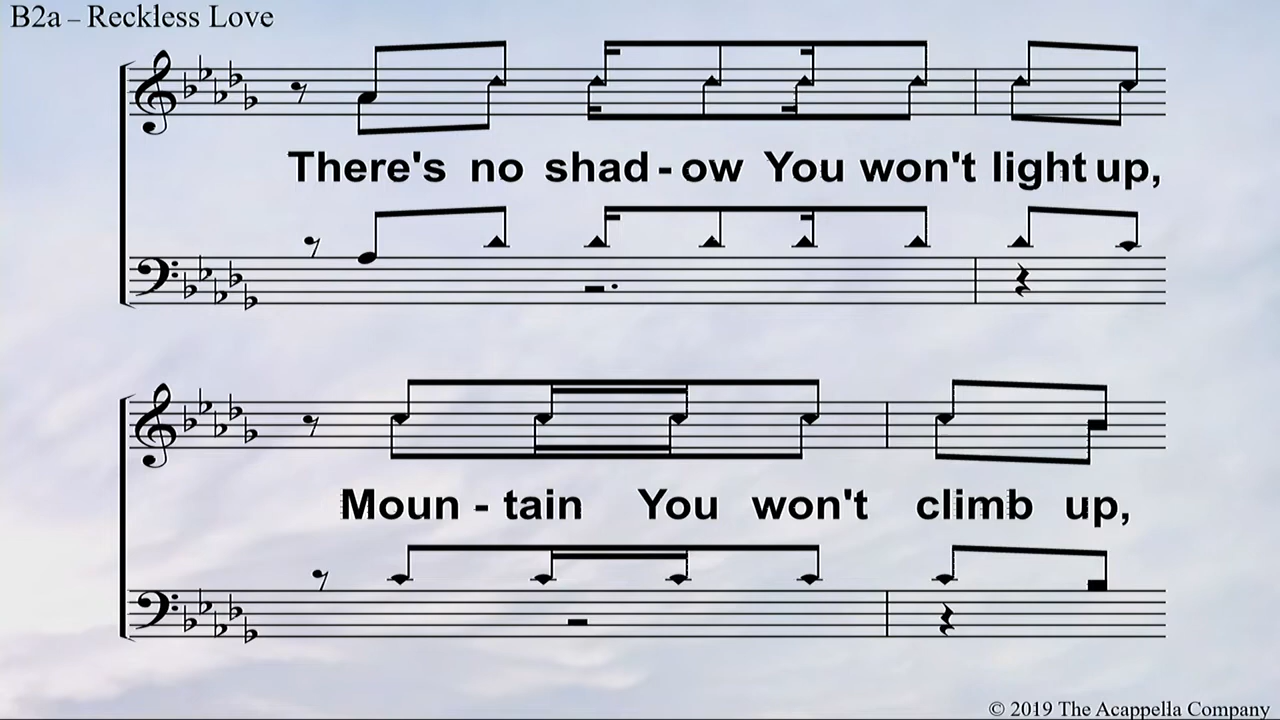 B2a – Reckless Love
There's no shad - ow You won't light up,
Moun - tain You won't climb up,
© 2019 The Acappella Company